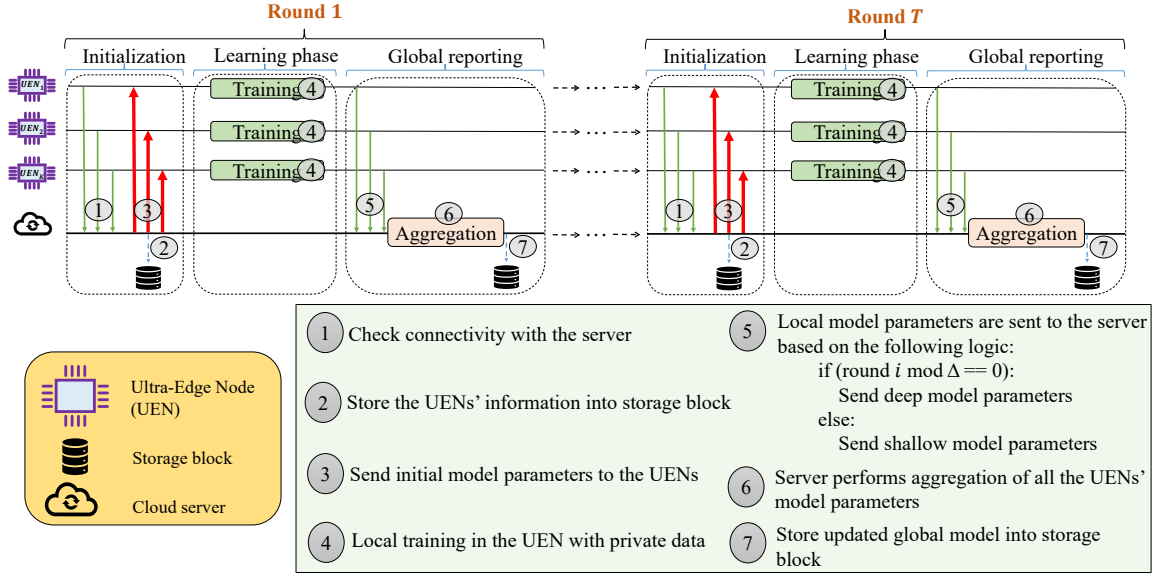 Round 1
Round T
Initialization
Learning phase
Global reporting
Initialization
Learning phase
Global reporting
UEN1
Training 4
Training 4
UEN2
Training 4
Training 4
UENK
Training 4
Training 4
1
3
5
6
1
3
5
6
Aggregation
Aggregation
2
7
2
7
... ...
1 Check connectivity with the server
2 Store the UENs' information into storage block
3 Send initial model parameters to the UENs
4 Local training in the UEN with private data
5 Local model parameters are sent to the server
based on the following logic:
if (round i mod Δ == 0):
Send deep model parameters
else:
Send shallow model parameters
6 Server performs aggregation of all the UENs'
model parameters
7 Store updated global model into storage
block
Ultra-Edge Node
(UEN)
Storage block
Cloud server